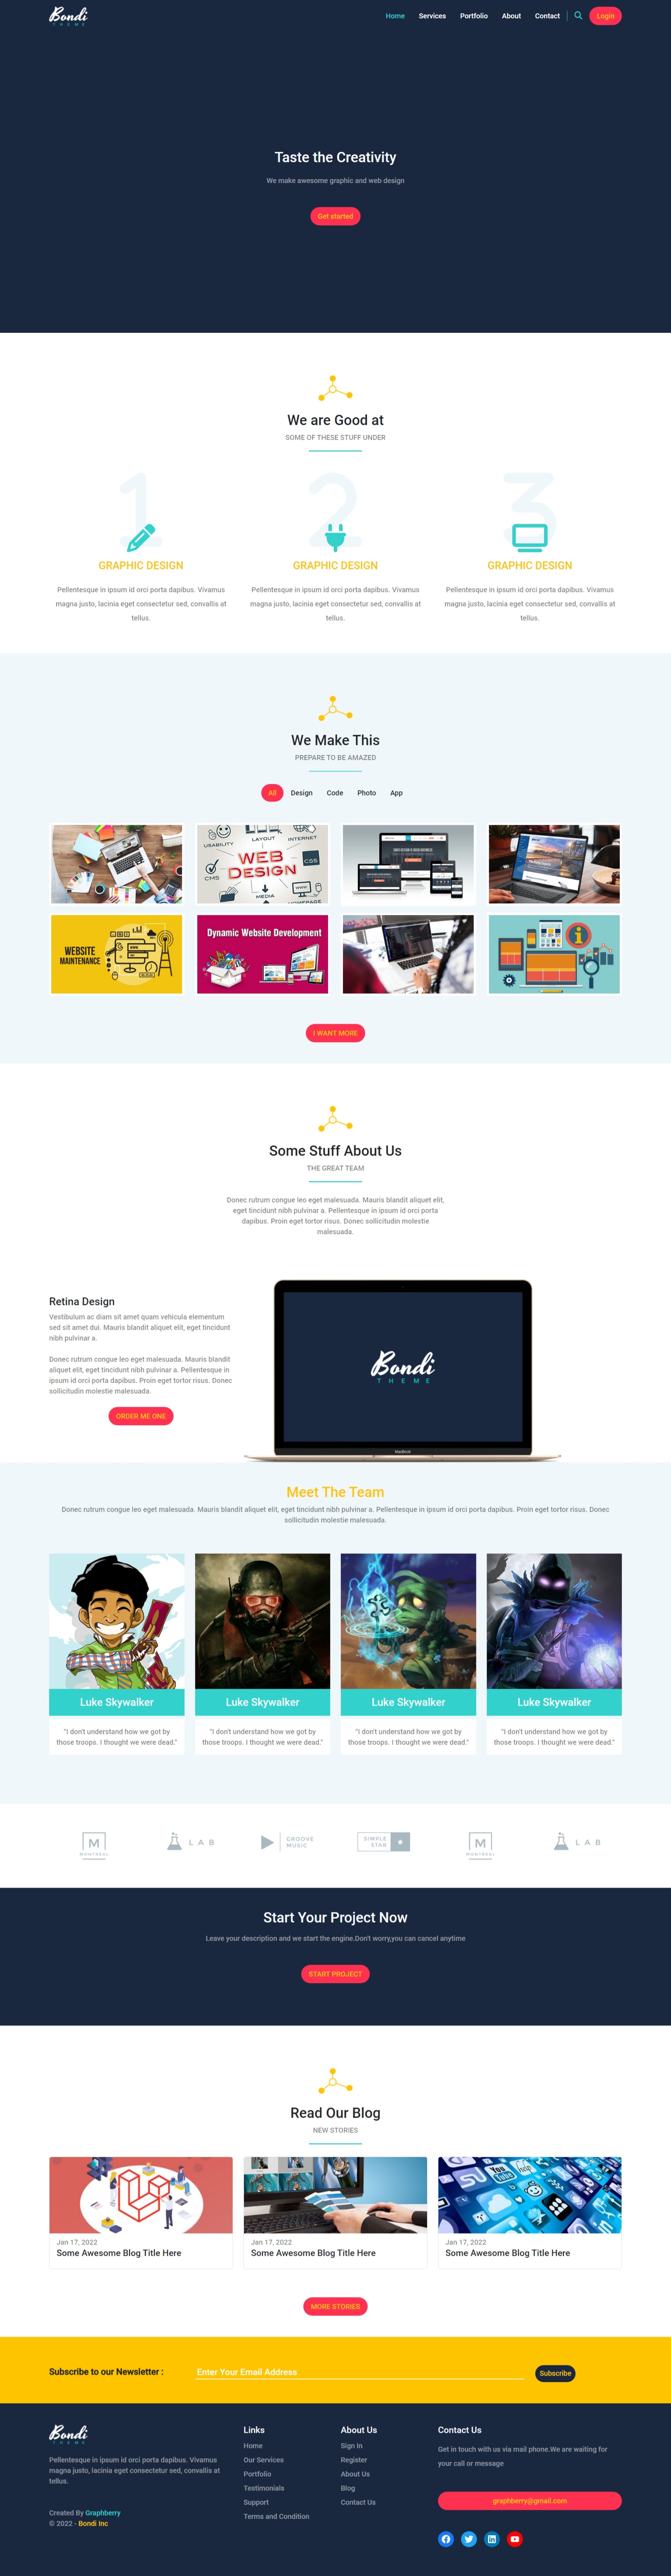 Bondi
THEME
Home Services Portfolio About Contact Login
Taste the Creativity
We make awesome graphic and web design
Get started
We are Good at
SOME OF THESE STUFF UNDER
1 2 3
GRAPHIC DESIGN GRAPHIC DESIGN GRAPHIC DESIGN
Pellentesque in ipsum id orci porta dapibus. Vivamus
magna justo, lacinia eget consectetur sed, convallis at
tellus.
Pellentesque in ipsum id orci porta dapibus. Vivamus
magna justo, lacinia eget consectetur sed, convallis at
tellus.
Pellentesque in ipsum id orci porta dapibus. Vivamus
magna justo, lacinia eget consectetur sed, convallis at
tellus.
We Make This
PREPARE TO BE AMAZED
All Design Code Photo App
USABILITY
LAYOUT
INTERNET
WEB
DESIGN
CSS
CMS
WWW
MEDIA
HOMEPAGE
WEBSITE
MAINTENANCE
Dynamic Website Development
I WANT MORE
Some Stuff About Us
THE GREAT TEAM
Donec rutrum congue leo eget malesuada. Mauris blandit aliquet elit,
eget tincidunt nibh pulvinar a. Pellentesque in ipsum id orci porta
dapibus. Proin eget tortor risus. Donec sollicitudin molestie
malesuada.
Retina Design
Vestibulum ac diam sit amet quam vehicula elementum
sed sit amet dui. Mauris blandit aliquet elit, eget tincidunt
nibh pulvinar a.
Donec rutrum congue leo eget malesuada. Mauris blandit
aliquet elit, eget tincidunt nibh pulvinar a. Pellentesque in
ipsum id orci porta dapibus. Proin eget tortor risus. Donec
sollicitudin molestie malesuada.
ORDER ME ONE
Bondi
THEME
MacBook
Meet The Team
Donec rutrum congue leo eget malesuada. Mauris blandit aliquet elit, eget tincidunt nibh pulvinar a. Pellentesque in ipsum id orci porta dapibus. Proin eget tortor risus. Donec
sollicitudin molestie malesuada.
Luke Skywalker Luke Skywalker Luke Skywalker Luke Skywalker
"I don't understand how we got by
those troops. I thought we were dead."
"I don't understand how we got by
those troops. I thought we were dead."
"I don't understand how we got by
those troops. I thought we were dead."
"I don't understand how we got by
those troops. I thought we were dead."
M
MONTREAL
LAB
GROOVE
MUSIC
SIMPLE
STAR
M
MONTREAL
LAB
Start Your Project Now
Leave your description and we start the engine.Don't worry,you can cancel anytime
START PROJECT
Read Our Blog
NEW STORIES
You
Tube
help
Jan 17, 2022 Jan 17, 2022 Jan 17, 2022
Some Awesome Blog Title Here Some Awesome Blog Title Here Some Awesome Blog Title Here
MORE STORIES
Subscribe to our Newsletter : Enter Your Email Address Subscribe
Bondi
THEME
Pellentesque in ipsum id orci porta dapibus. Vivamus
magna justo, lacinia eget consectetur sed, convallis at
tellus.
Created By Graphberry
© 2022 - Bondi Inc
Links
Home
Our Services
Portfolio
Testimonials
Support
Terms and Condition
About Us
Sign In
Register
About Us
Blog
Contact Us
Contact Us
Get in touch with us via mail phone.We are waiting for
your call or message
graphberry@gmail.com